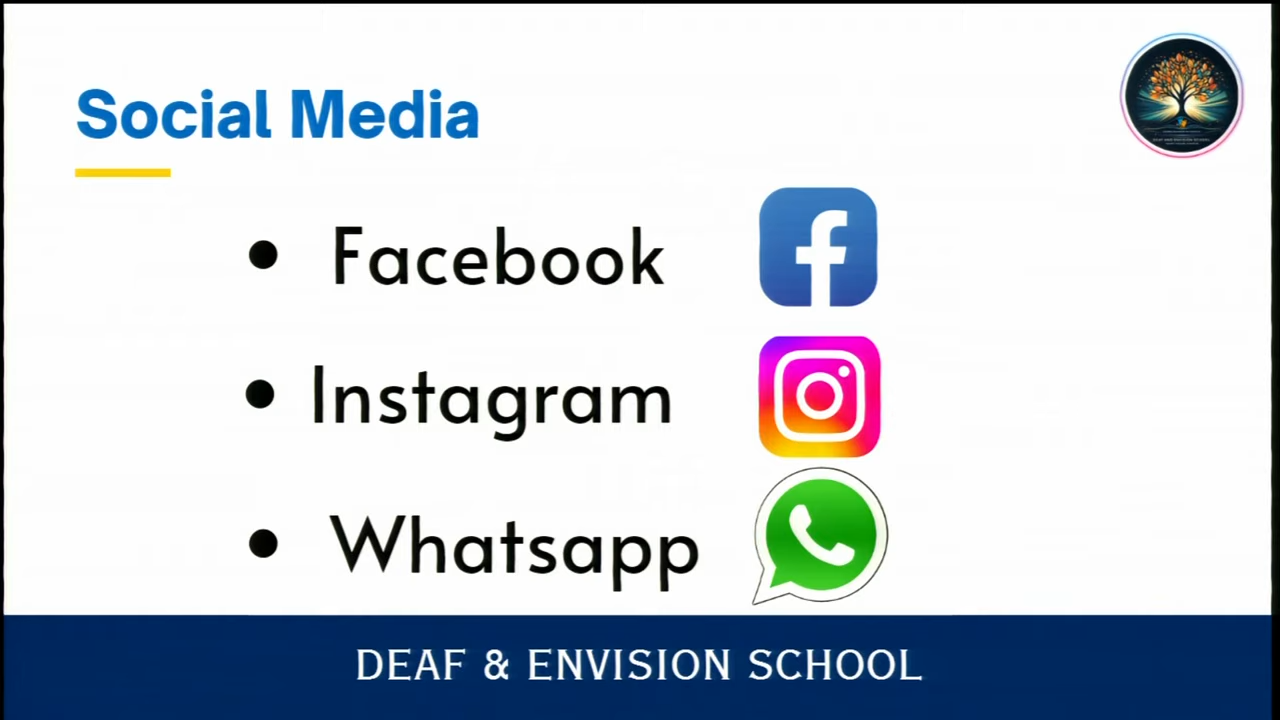 Social Media
• Facebook
• Instagram
• Whatsapp
DEAF & ENVISION SCHOOL